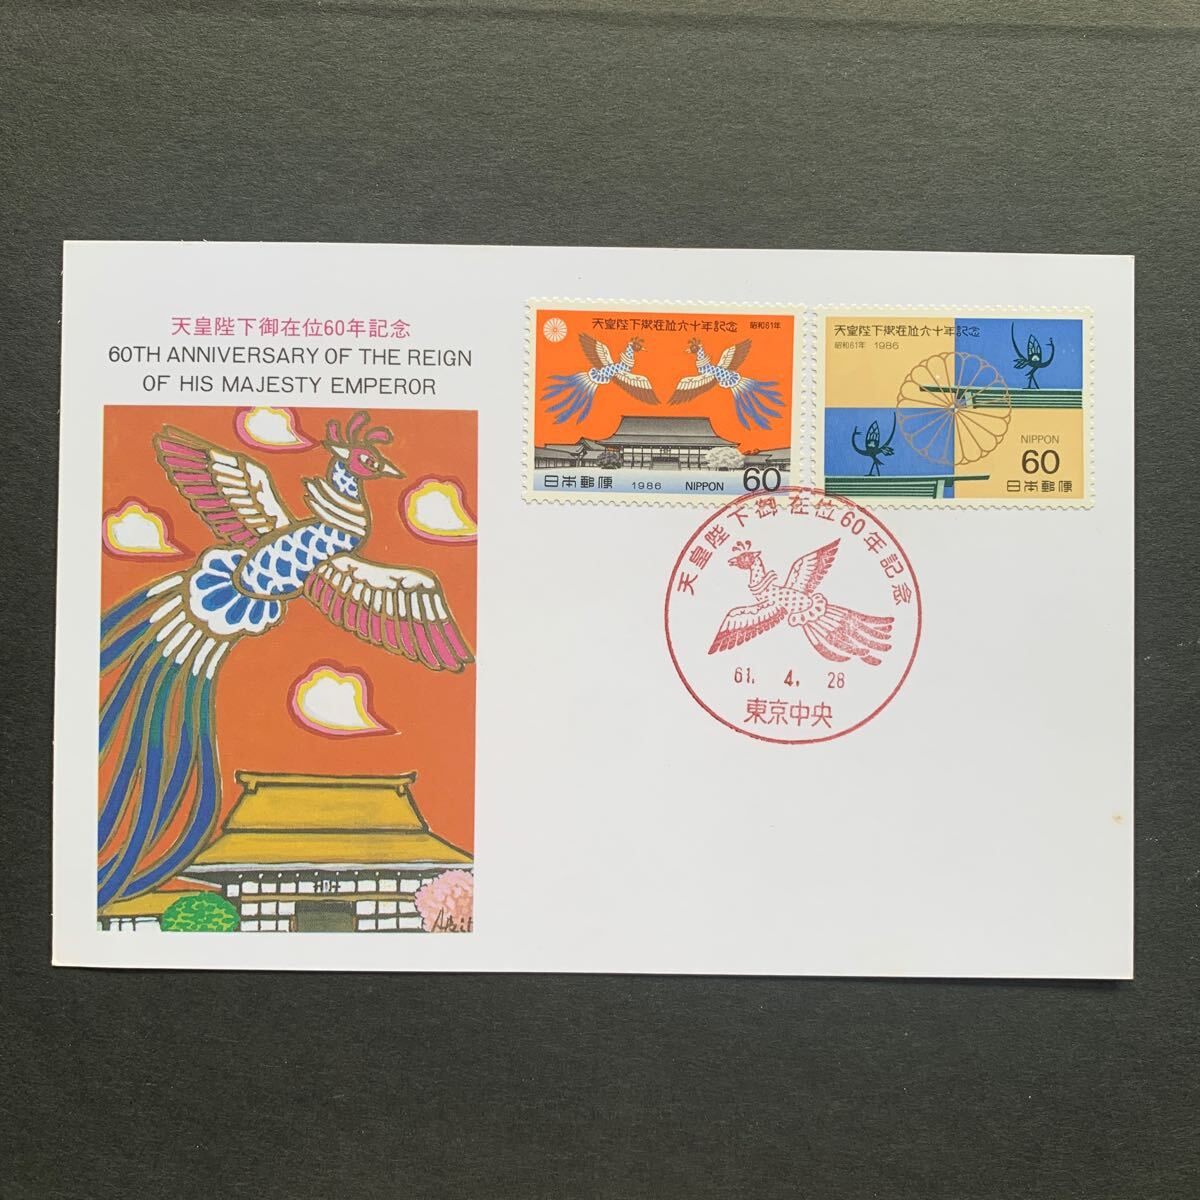 天皇陛下御在位60年記念
60TH ANNIVERSARY OF THE REIGN
OF HIS MAJESTY EMPEROR
天皇陛下御在位六十年記念 昭和61年
日本郵便 1986 NIPPON 60
天皇陛下御在位六十年記念
昭和61年 1986
NIPPON
60
日本郵便
天皇陛下御在位60年記念
61. 4. 28
東京中央